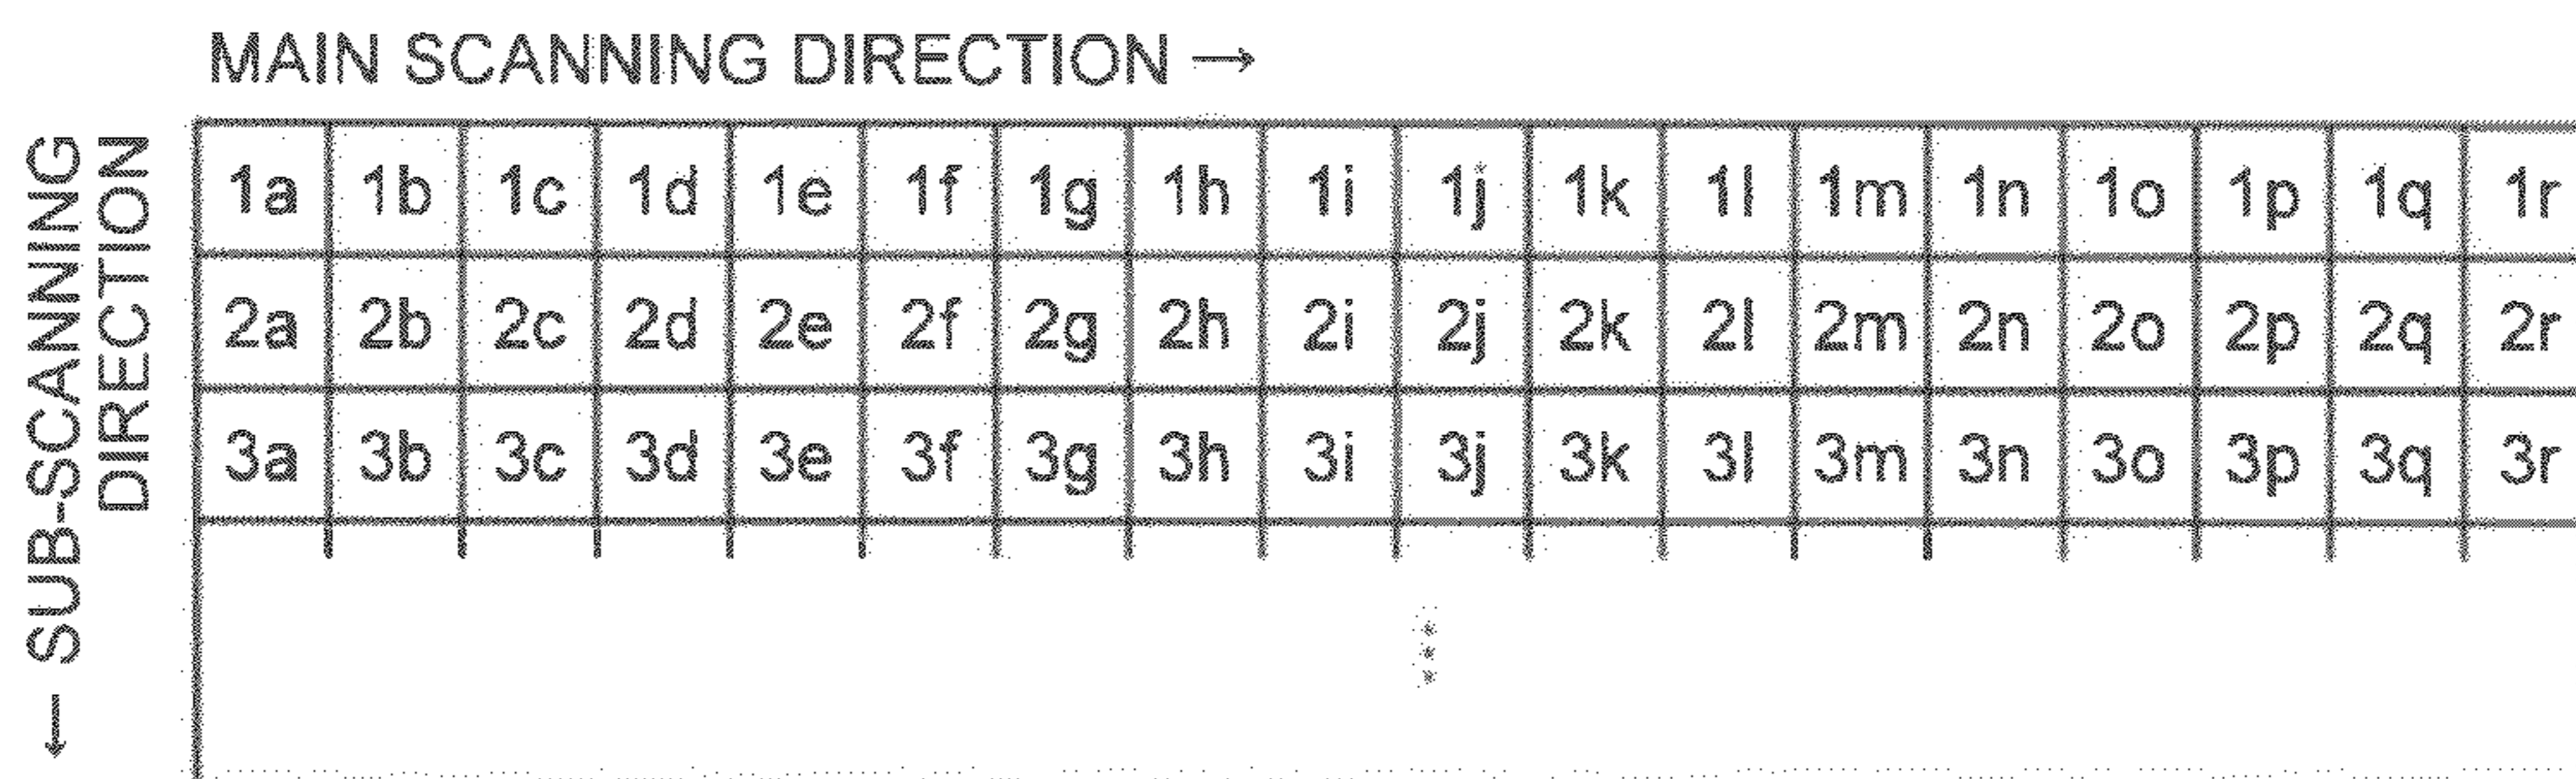 MAIN SCANNING DIRECTION →
← SUB-SCANNING
DIRECTION
1a 1b 1c 1d 1e 1f 1g 1h 1i 1j 1k 1l 1m 1n 1o 1p 1q 1r
2a 2b 2c 2d 2e 2f 2g 2h 2i 2j 2k 2l 2m 2n 2o 2p 2q 2r
3a 3b 3c 3d 3e 3f 3g 3h 3i 3j 3k 3l 3m 3n 3o 3p 3q 3r